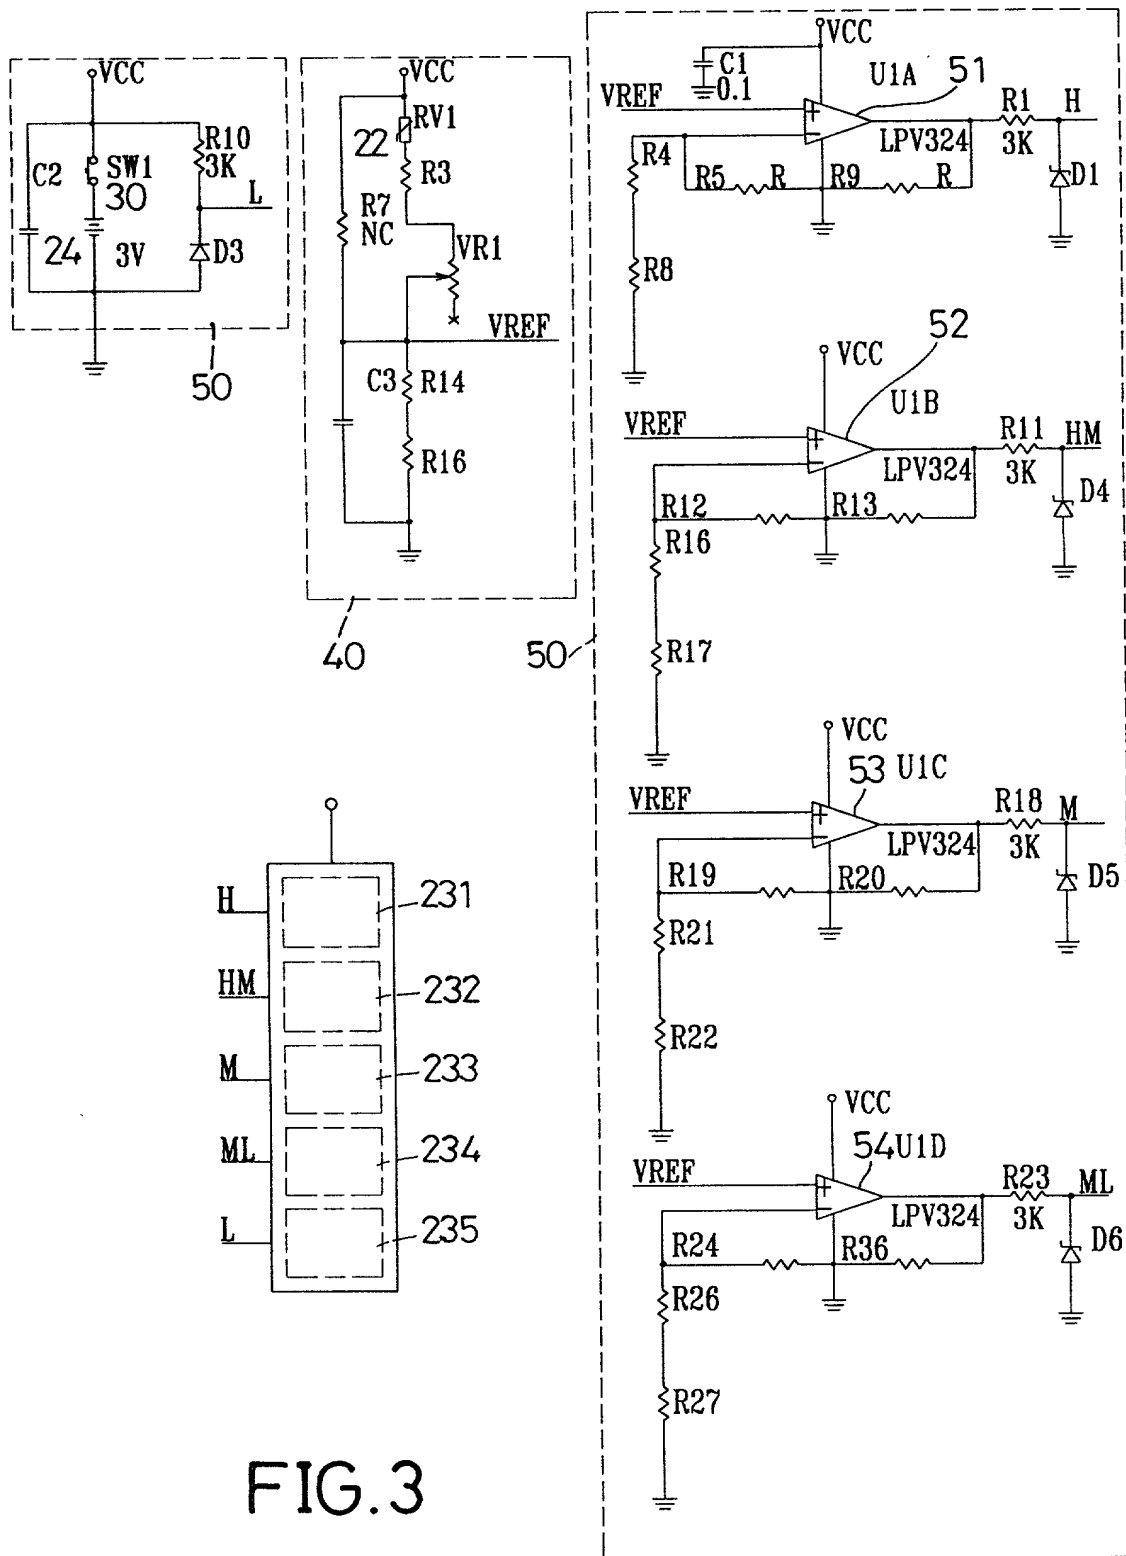 VCC
R10
3K
C2
SW1
30
L
24
3V
D3
50
VCC
RV1
22
R3
R7
NC
VR1
VREF
C3
R14
R16
40
VCC
C1
0.1
U1A
51
VREF
R1
H
LPV324
3K
R4
R5
R
R9
R
D1
R8
52
VCC
U1B
VREF
R11
HM
LPV324
3K
D4
R12
R13
R16
R17
50
VCC
53
U1C
VREF
R18
M
LPV324
3K
D5
R19
R20
R21
R22
VCC
54
U1D
VREF
R23
ML
LPV324
3K
D6
R24
R36
R26
R27
H
231
HM
232
M
233
ML
234
L
235
FIG.3